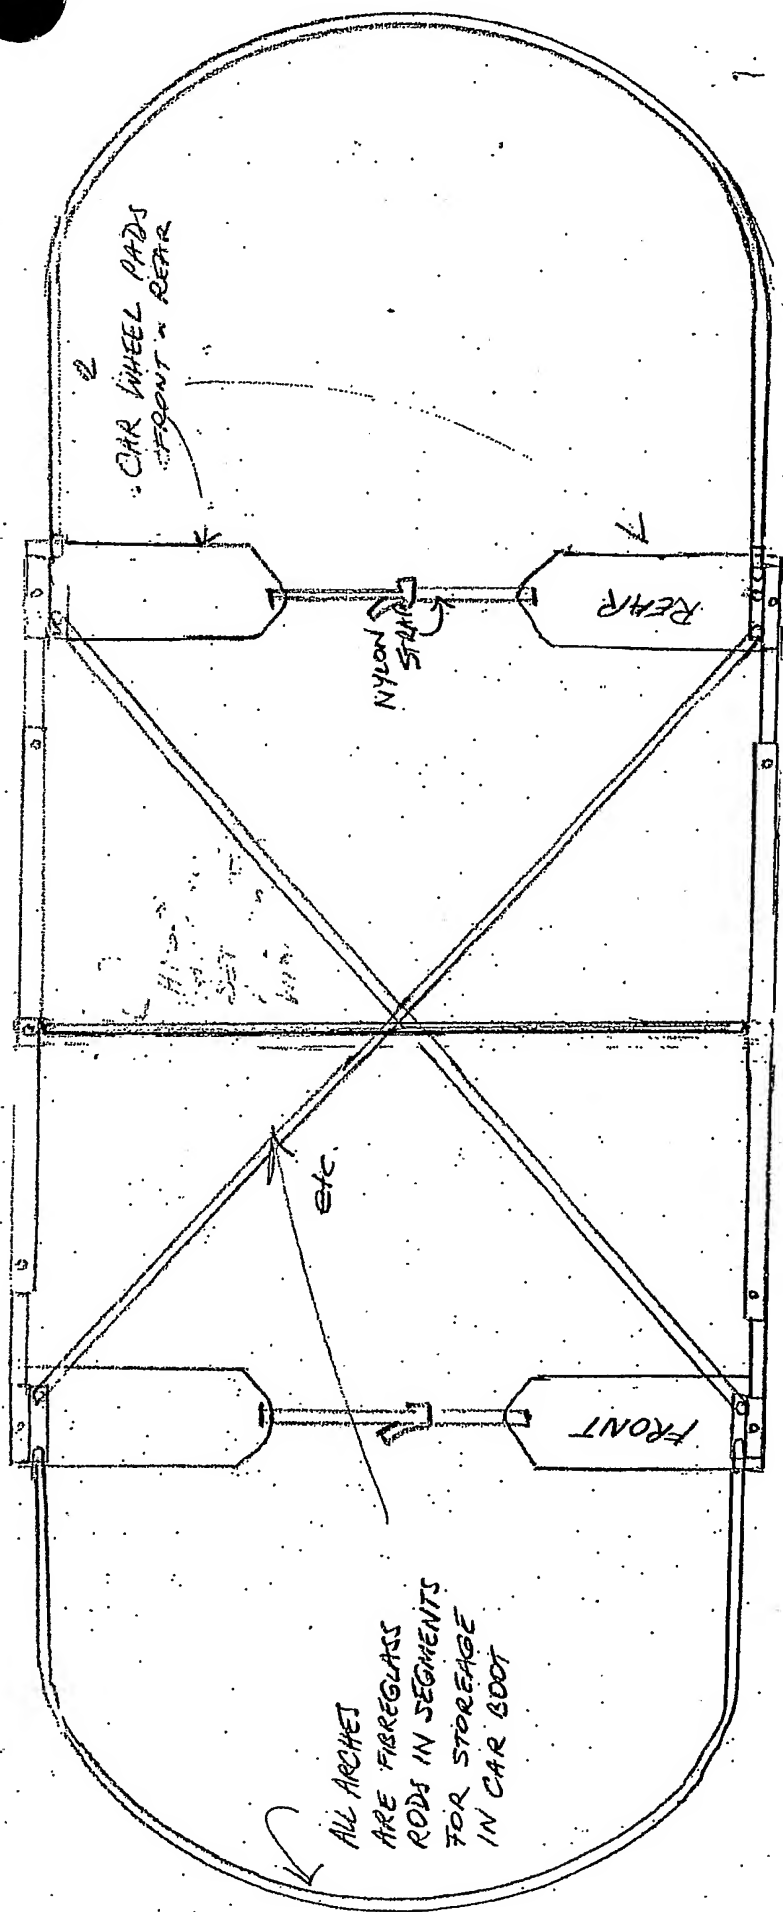 CAR WHEEL PADS
FRONT & REAR
NYLON
STRAP
REAR
etc.
FRONT
ALL ARCHES
ARE FIBREGLASS
RODS IN SEGMENTS
FOR STOREAGE
IN CAR BOOT